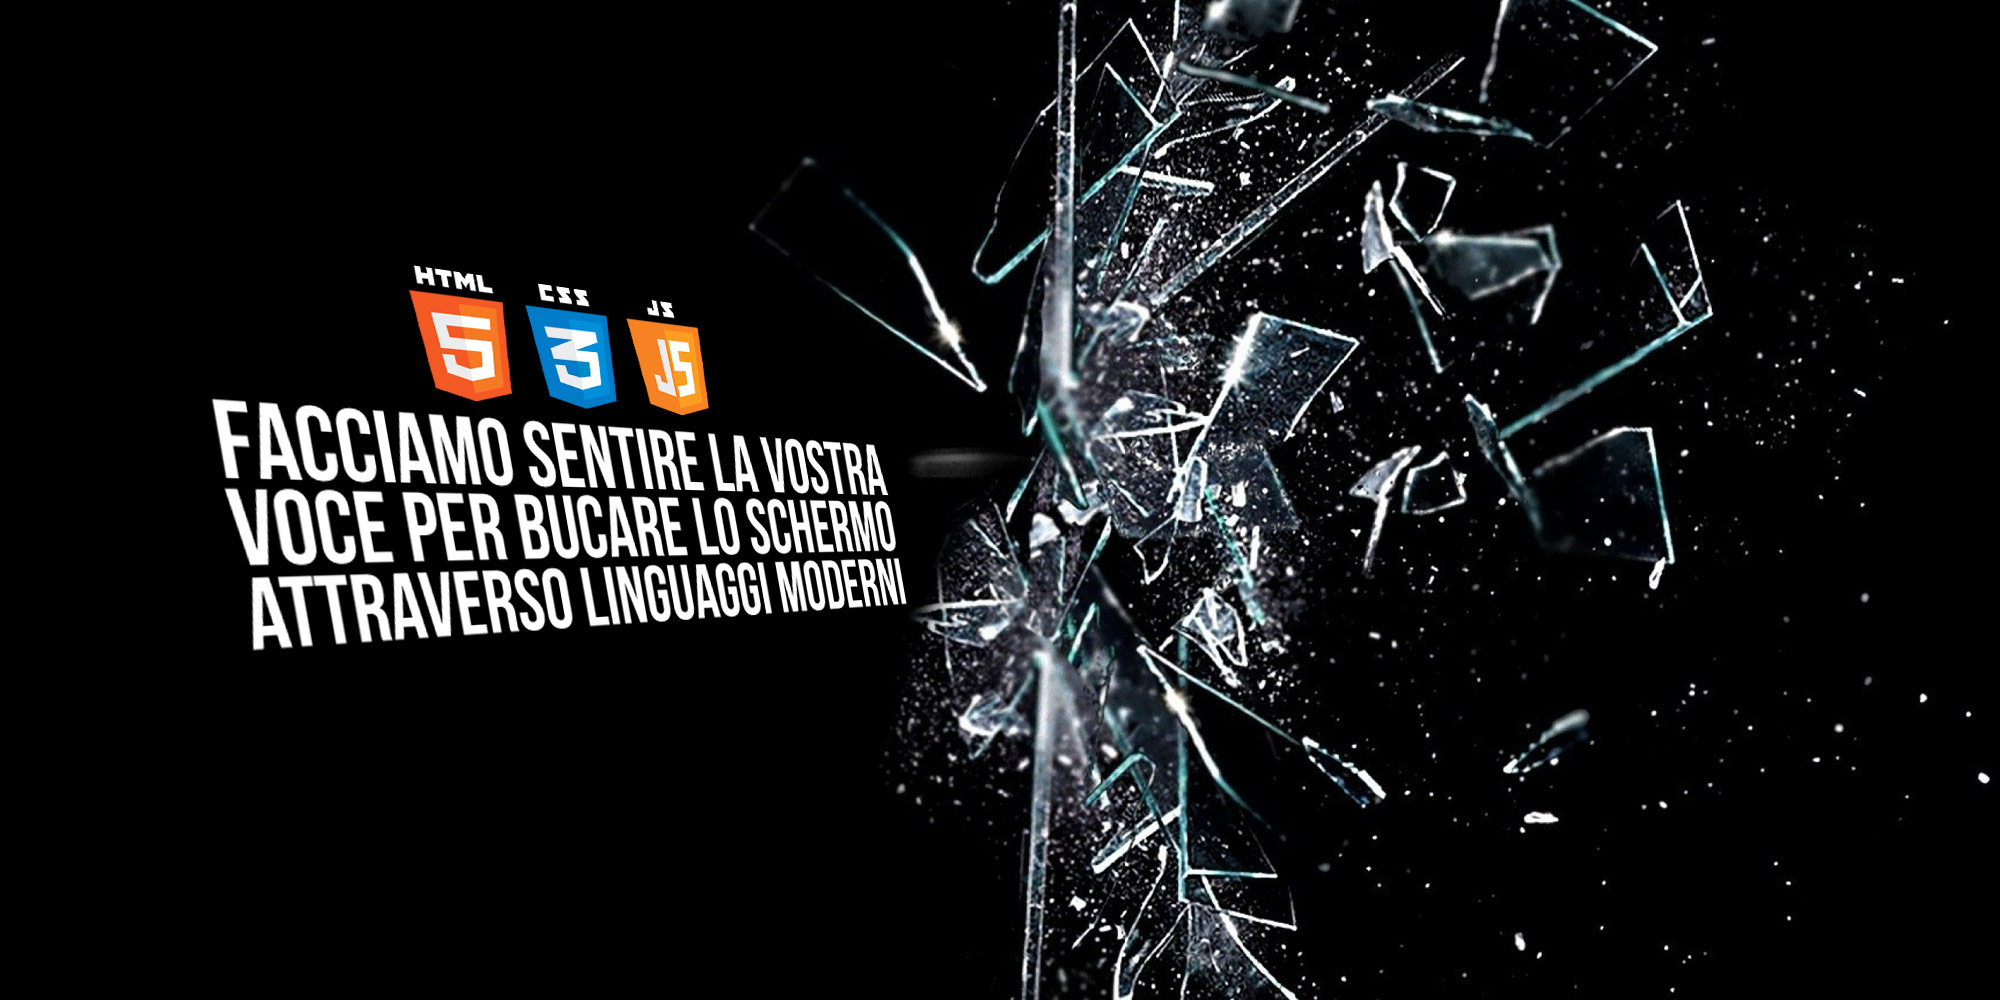 HTML CSS JS
5 3 JS
FACCIAMO SENTIRE LA VOSTRA
VOCE PER BUCARE LO SCHERMO
ATTRAVERSO LINGUAGGI MODERNI